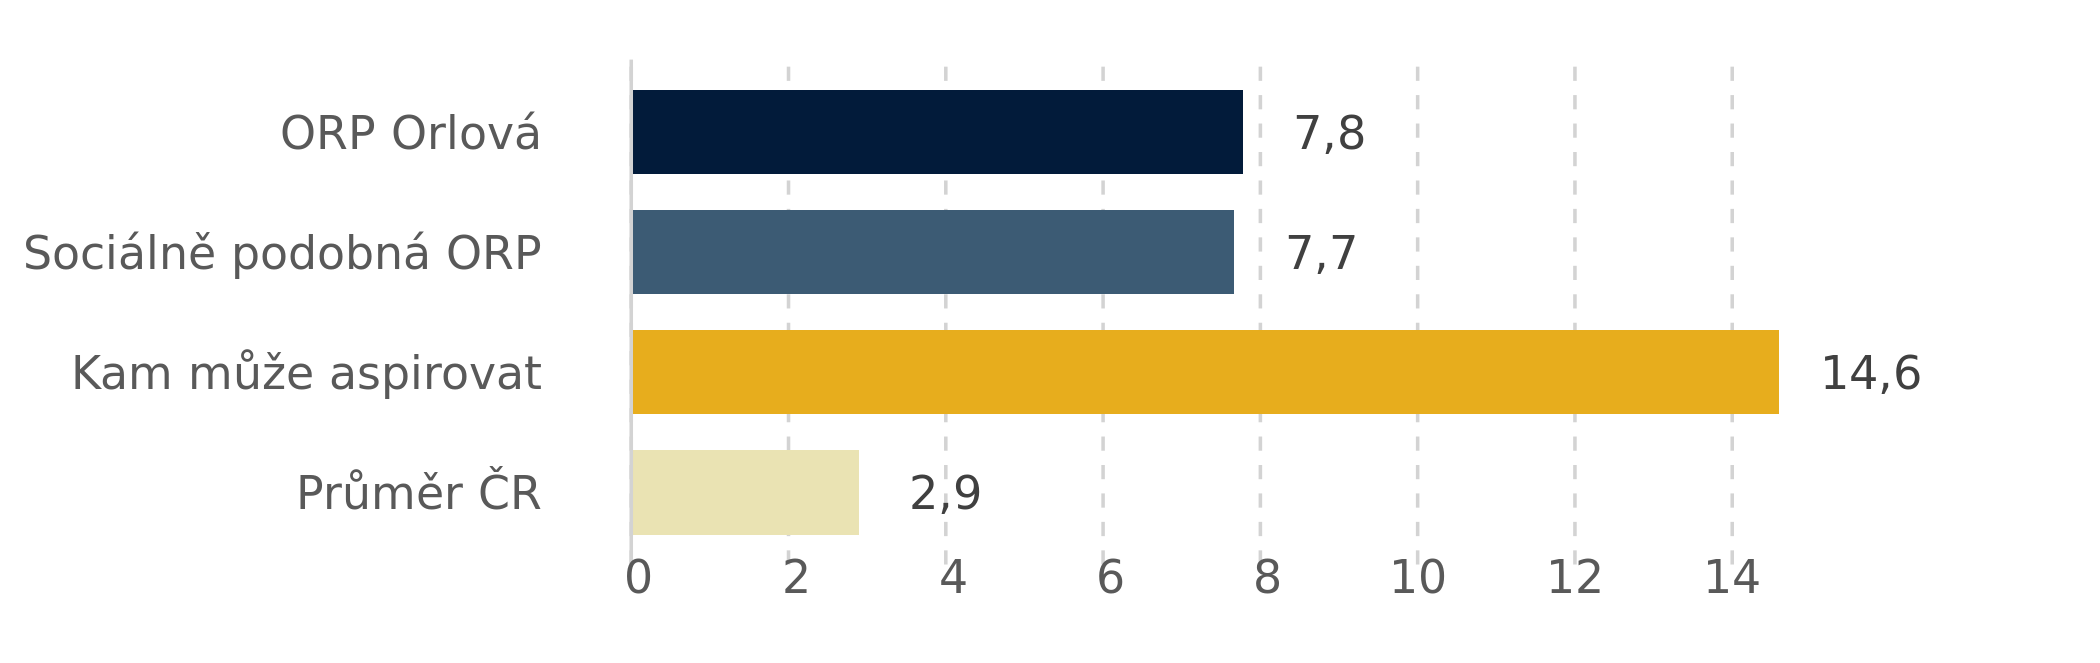 ORP Orlová 7,8
Sociálně podobná ORP 7,7
Kam může aspirovat 14,6
Průměr ČR 2,9
0 2 4 6 8 10 12 14